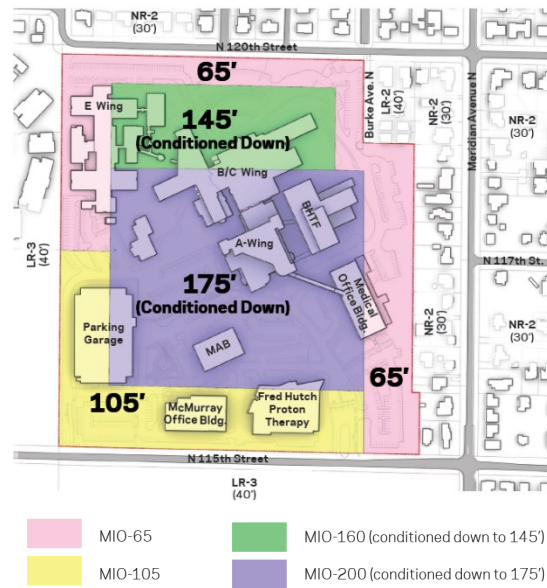 NR-2
(30')
NR-2
(30')
N 120th Street
65'
E Wing
145'
(Conditioned Down)
Burke Ave. N
LR-2
(40')
NR-2
(30')
Meridian Avenue N
NR-2
(30')
B/C Wing
BHTF
A-Wing
LR-3
(40')
175'
(Conditioned Down)
Medical
Office Bldg.
N 117th St.
Parking
Garage
MAB
NR-2
(30')
NR-2
(30')
65'
105'
McMurray
Office Bldg.
Fred Hutch
Proton
Therapy
N 115th Street
LR-3
(40')
MIO-65
MIO-160 (conditioned down to 145')
MIO-105
MIO-200 (conditioned down to 175')